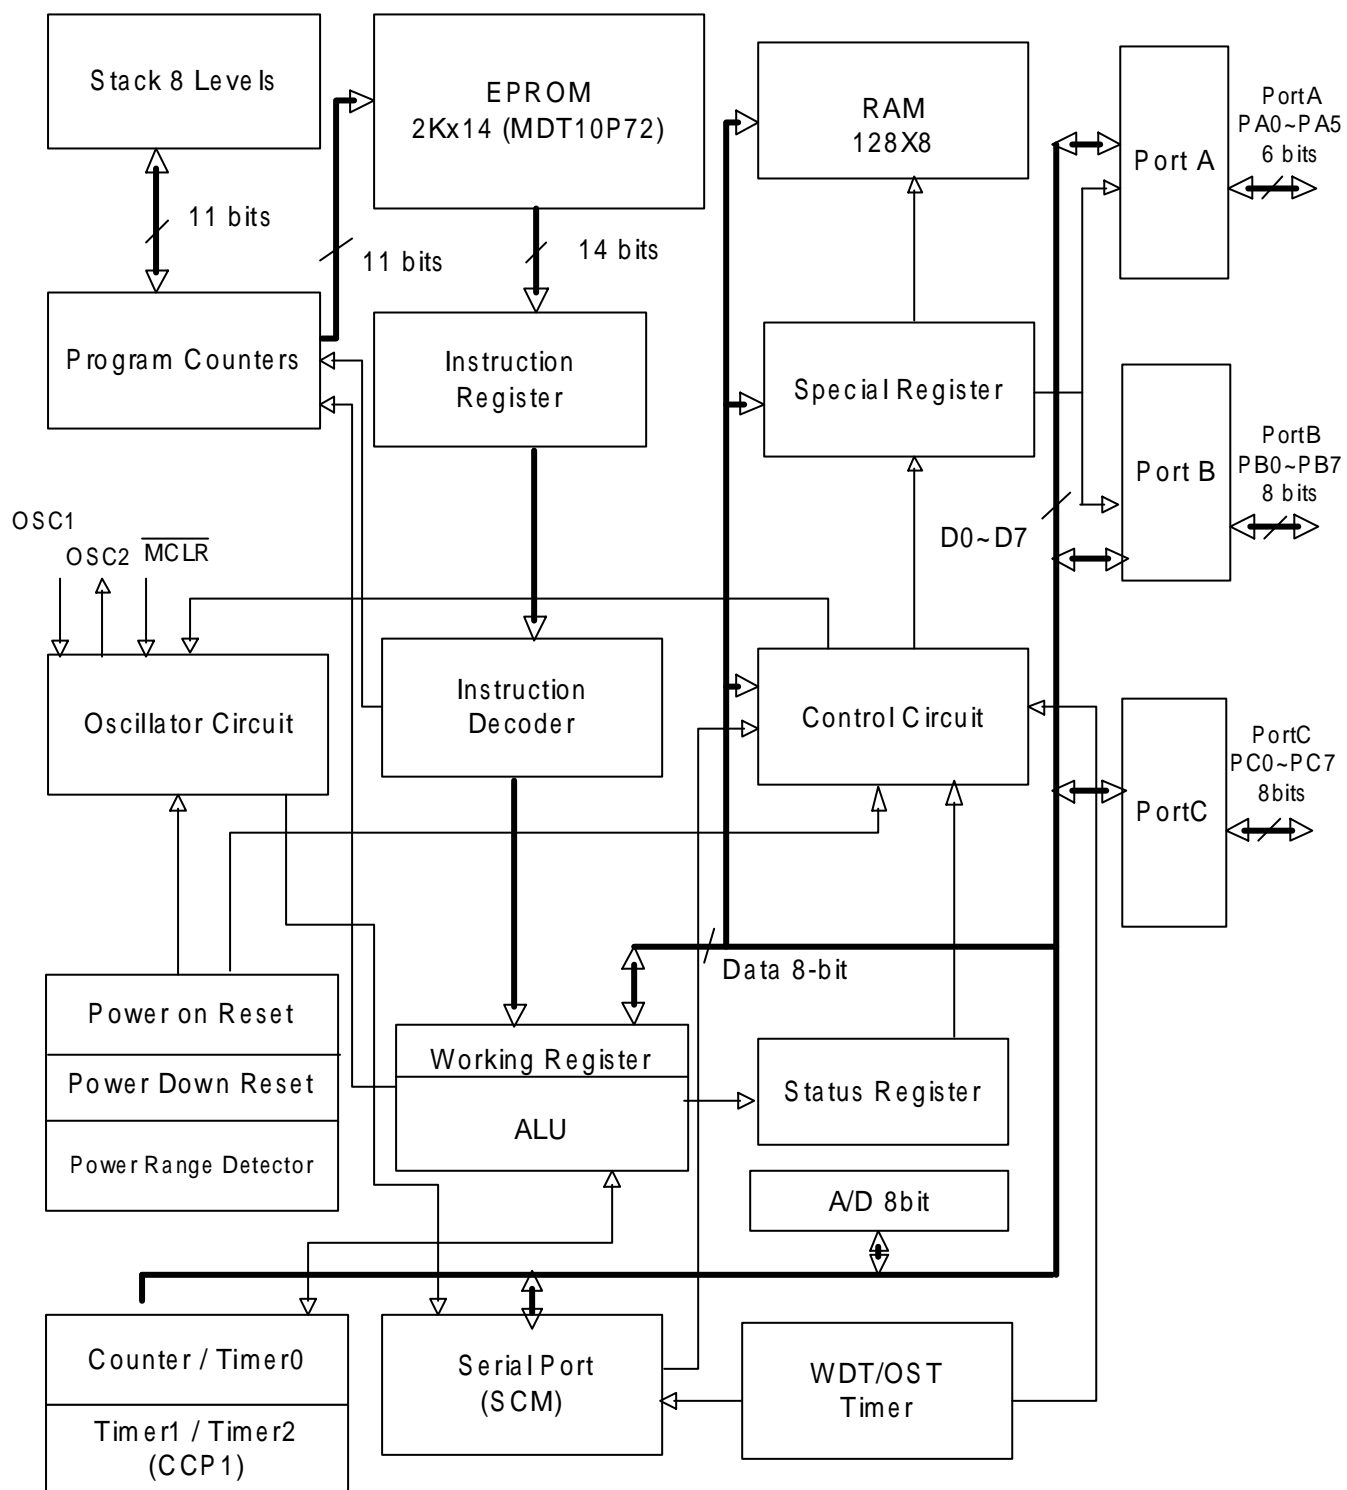 Stack 8 Levels
EPROM
2Kx14 (MDT10P72)
RAM
128X8
Port A
PortA
PA0~PA5
6 bits
11 bits
11 bits
14 bits
Program Counters
Instruction
Register
Special Register
Port B
PortB
PB0~PB7
8 bits
D0~D7
OSC1
OSC2
MCLR
Oscillator Circuit
Instruction
Decoder
Control Circuit
PortC
PortC
PC0~PC7
8bits
Data 8-bit
Power on Reset
Power Down Reset
Power Range Detector
Working Register
ALU
Status Register
A/D 8bit
Counter / Timer0
Timer1 / Timer2
(CCP1)
Serial Port
(SCM)
WDT/OST
Timer